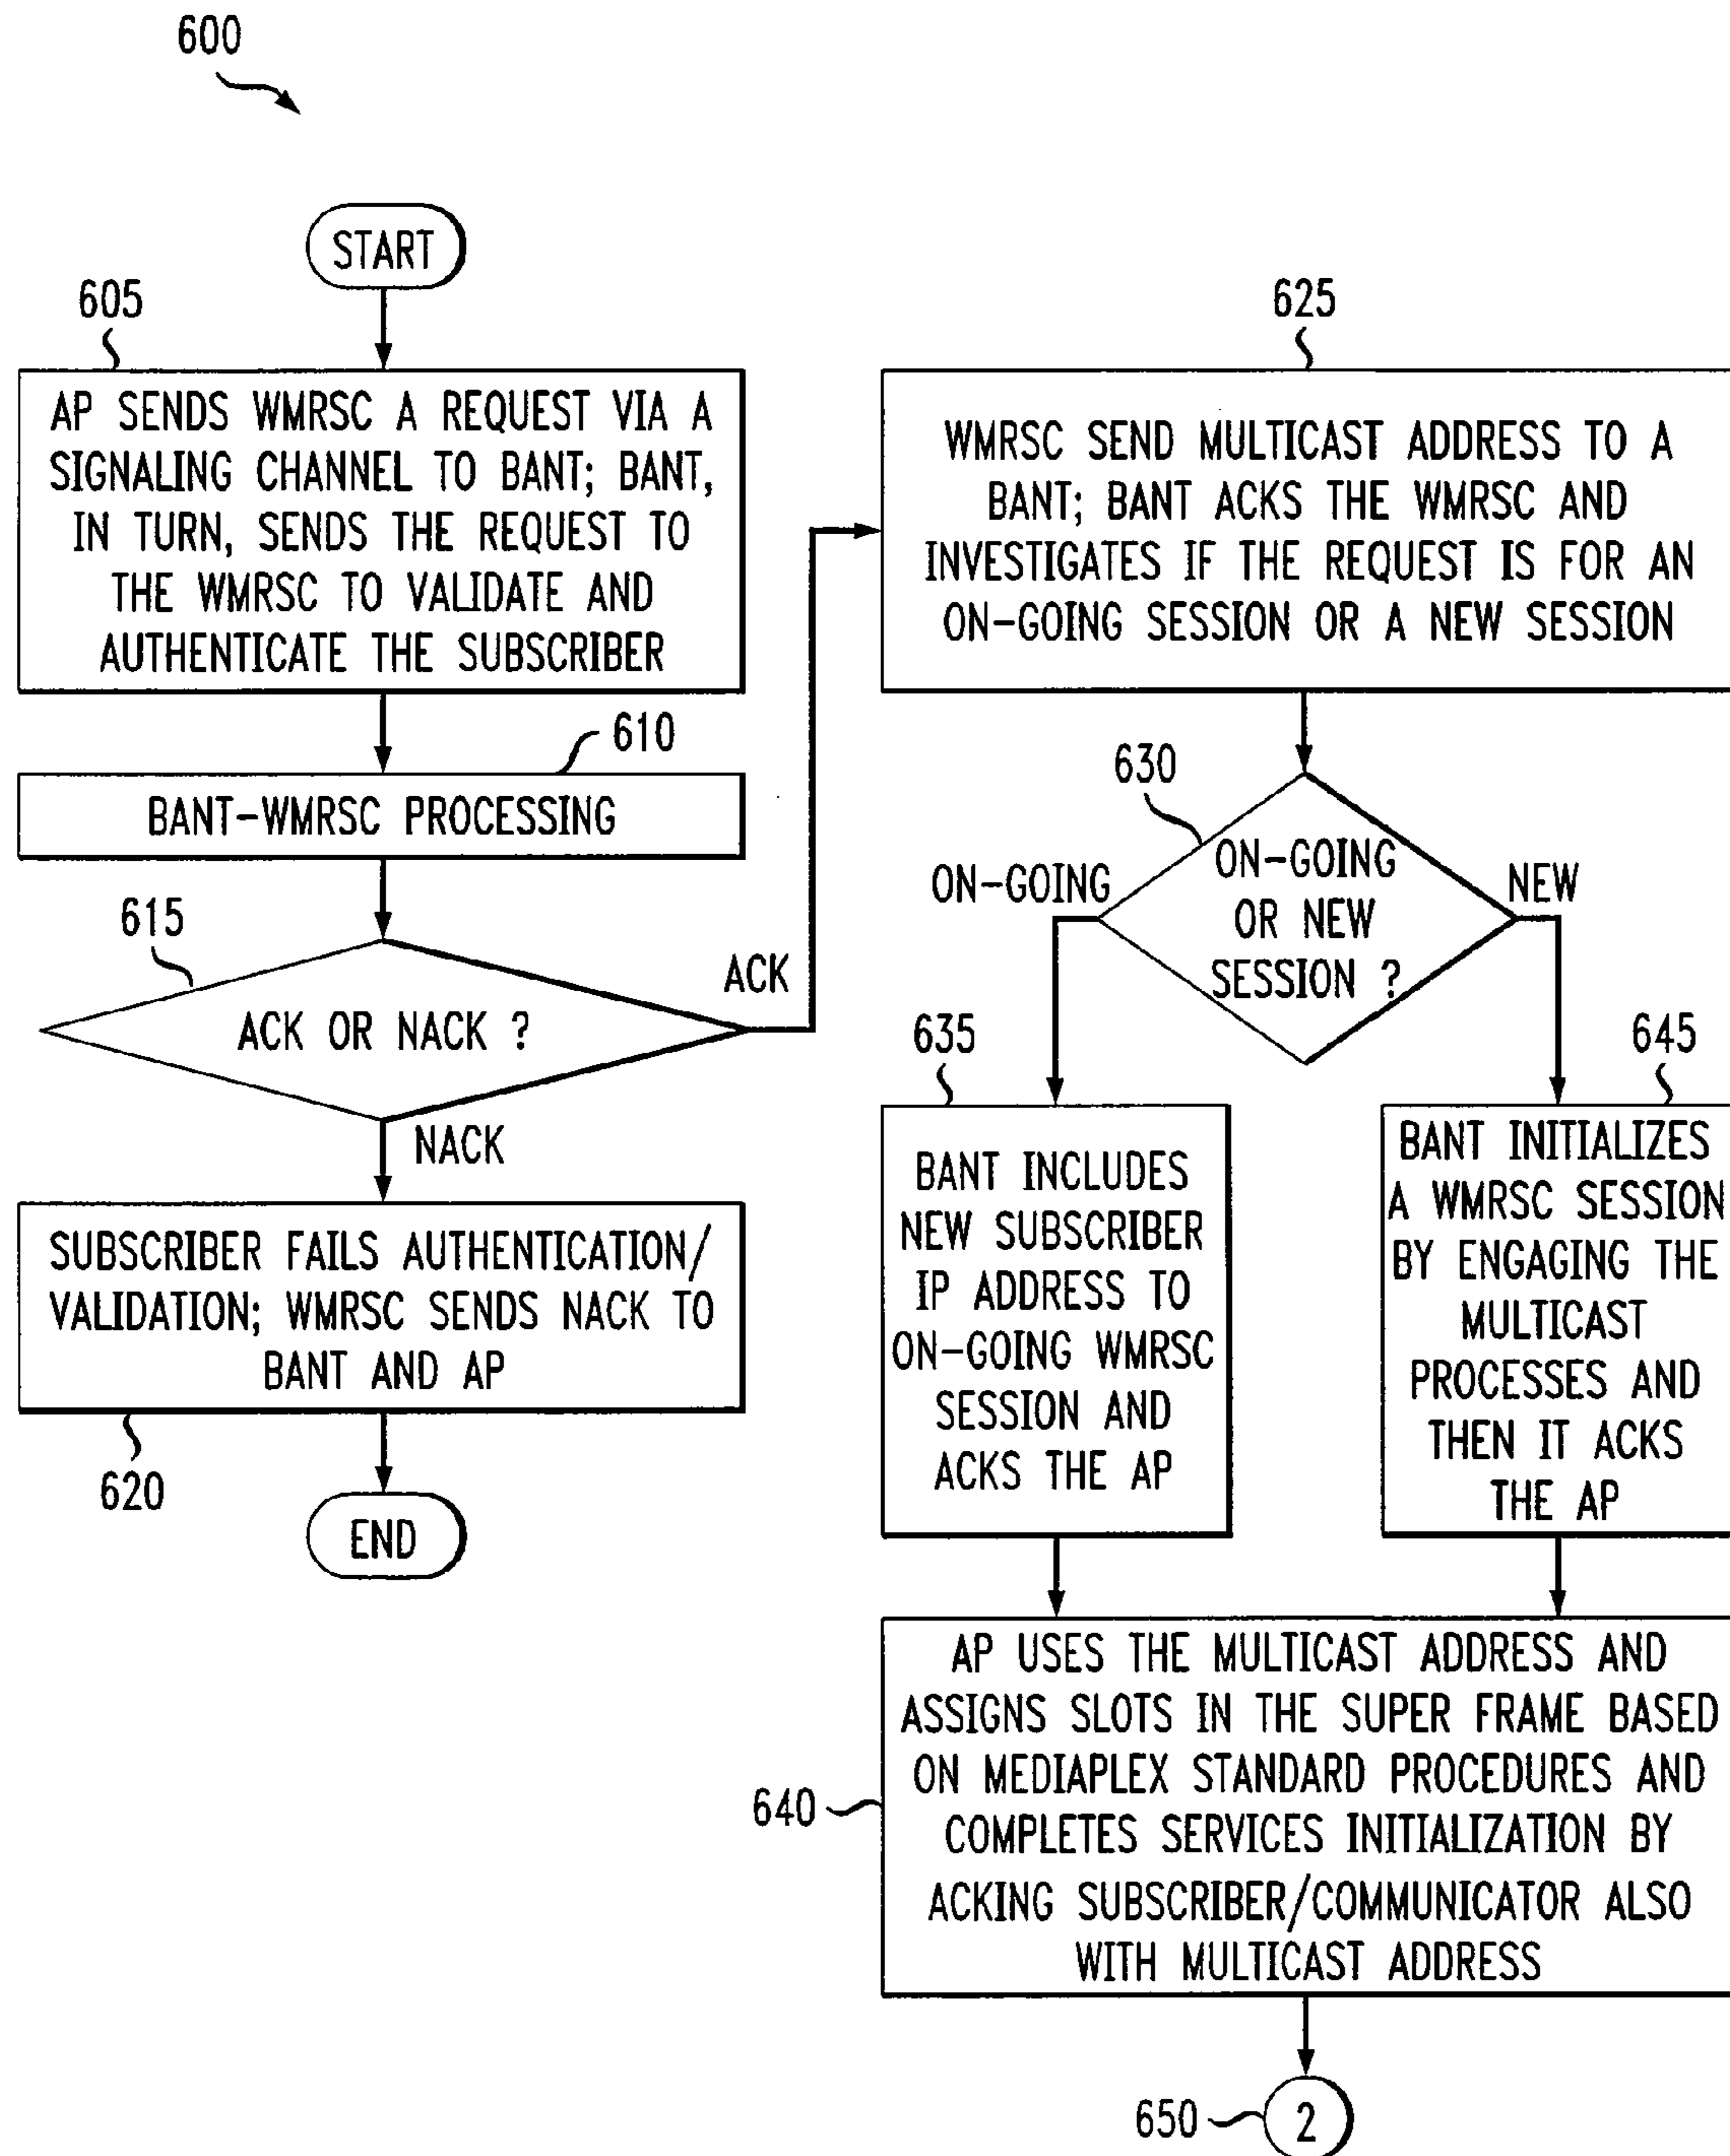 600
START
605
AP SENDS WMRSC A REQUEST VIA A
SIGNALING CHANNEL TO BANT; BANT,
IN TURN, SENDS THE REQUEST TO
THE WMRSC TO VALIDATE AND
AUTHENTICATE THE SUBSCRIBER
610
BANT-WMRSC PROCESSING
615
ACK OR NACK ?
ACK
NACK
SUBSCRIBER FAILS AUTHENTICATION/
VALIDATION; WMRSC SENDS NACK TO
BANT AND AP
620
END
625
WMRSC SEND MULTICAST ADDRESS TO A
BANT; BANT ACKS THE WMRSC AND
INVESTIGATES IF THE REQUEST IS FOR AN
ON-GOING SESSION OR A NEW SESSION
630
ON-GOING
OR NEW
SESSION ?
ON-GOING
NEW
635
BANT INCLUDES
NEW SUBSCRIBER
IP ADDRESS TO
ON-GOING WMRSC
SESSION AND
ACKS THE AP
645
BANT INITIALIZES
A WMRSC SESSION
BY ENGAGING THE
MULTICAST
PROCESSES AND
THEN IT ACKS
THE AP
AP USES THE MULTICAST ADDRESS AND
ASSIGNS SLOTS IN THE SUPER FRAME BASED
ON MEDIAPLEX STANDARD PROCEDURES AND
COMPLETES SERVICES INITIALIZATION BY
ACKING SUBSCRIBER/COMMUNICATOR ALSO
WITH MULTICAST ADDRESS
640
650
2